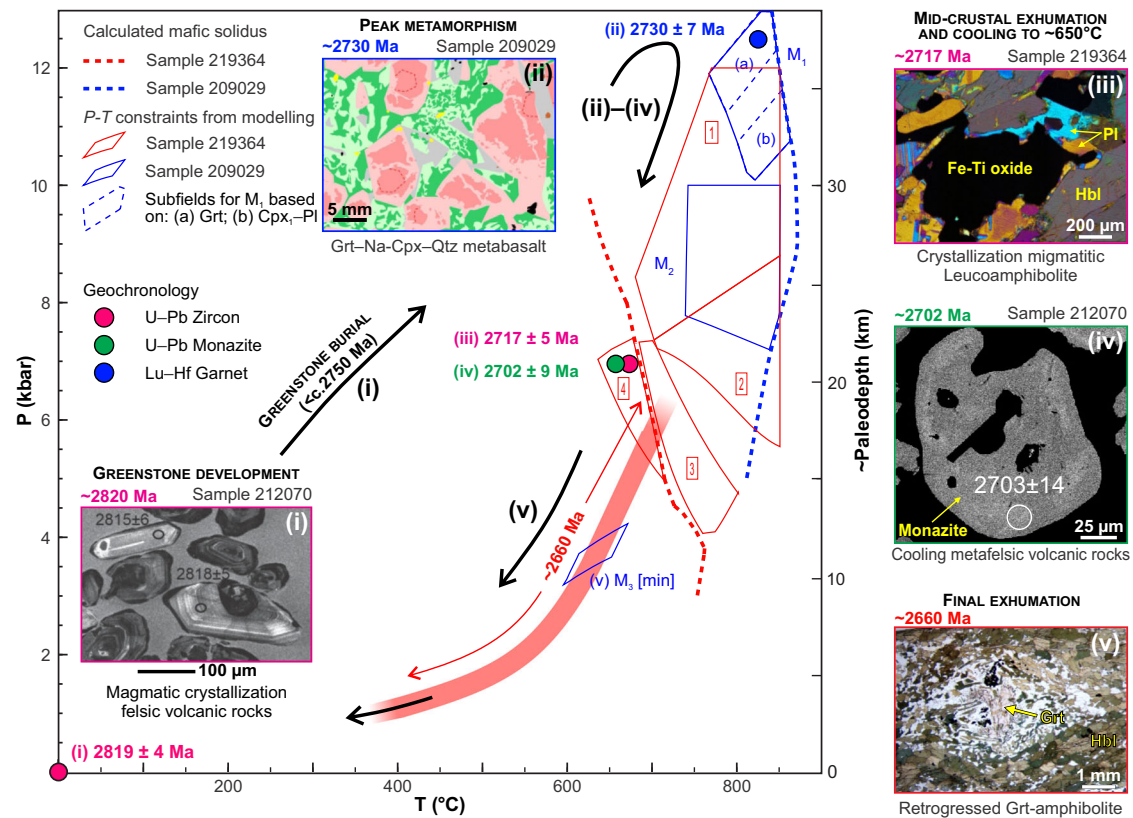 Calculated mafic solidus
Sample 219364
Sample 209029
P-T constraints from modelling
Sample 219364
Sample 209029
Subfields for M₁ based
on: (a) Grt; (b) Cpx₁–Pl
Geochronology
U–Pb Zircon
U–Pb Monazite
Lu–Hf Garnet
PEAK METAMORPHISM
~2730 Ma Sample 209029
(ii)
5 mm
Grt–Na-Cpx–Qtz metabasalt
(ii) 2730 ± 7 Ma
M₁
(a)
(b)
(ii)–(iv)
1
M₂
(iii) 2717 ± 5 Ma
(iv) 2702 ± 9 Ma
4
2
3
GREENSTONE BURIAL
(<c.2750 Ma)
(i)
GREENSTONE DEVELOPMENT
~2820 Ma Sample 212070
(i)
2815±6
2818±5
100 µm
Magmatic crystallization
felsic volcanic rocks
(v)
~2660 Ma
(v) M₃ [min]
(i) 2819 ± 4 Ma
P (kbar)
12
10
8
6
4
2
0
200
400
600
800
T (°C)
~Paleodepth (km)
30
20
10
0
MID-CRUSTAL EXHUMATION
AND COOLING TO ~650°C
~2717 Ma Sample 219364
(iii)
Pl
Fe-Ti oxide
Hbl
200 µm
Crystallization migmatitic
Leucoamphibolite
~2702 Ma Sample 212070
(iv)
2703±14
Monazite
25 µm
Cooling metafelsic volcanic rocks
FINAL EXHUMATION
~2660 Ma
(v)
Grt
Hbl
1 mm
Retrogressed Grt-amphibolite